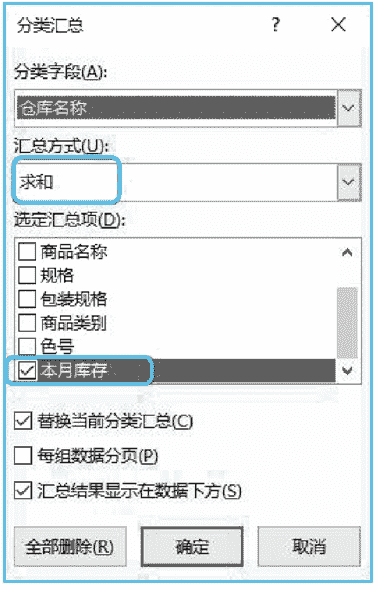 分类汇总 ?
分类字段(A):
仓库名称
汇总方式(U):
求和
选定汇总项(D):
商品名称
规格
包装规格
商品类别
色号
本月库存
替换当前分类汇总(C)
每组数据分页(P)
汇总结果显示在数据下方(S)
全部删除(R) 确定 取消